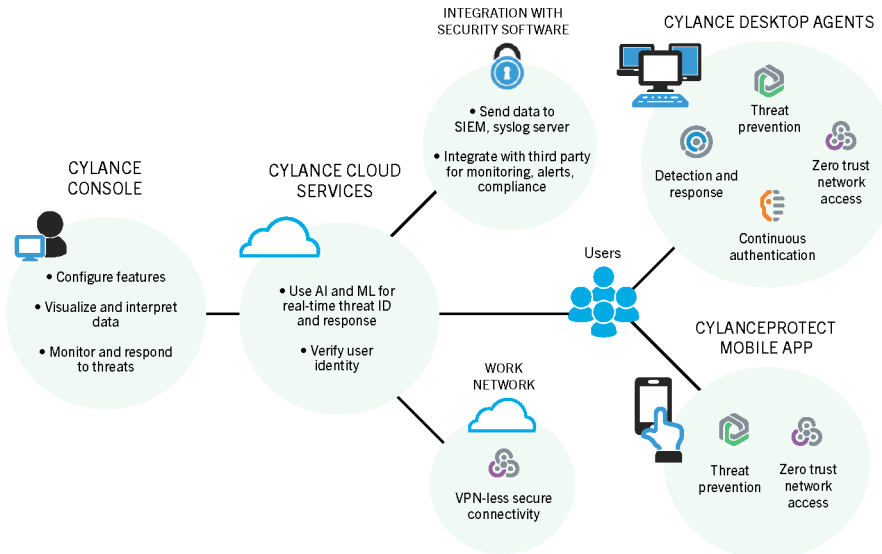 CYLANCE
CONSOLE
• Configure features
• Visualize and interpret
data
• Monitor and respond
to threats
CYLANCE CLOUD
SERVICES
• Use AI and ML for
real-time threat ID
and response
• Verify user
identity
INTEGRATION WITH
SECURITY SOFTWARE
• Send data to
SIEM, syslog server
• Integrate with third party
for monitoring, alerts,
compliance
WORK
NETWORK
VPN-less secure
connectivity
Users
CYLANCE DESKTOP AGENTS
Threat
prevention
Detection and
response
Zero trust
network
access
Continuous
authentication
CYLANCEPROTECT
MOBILE APP
Threat
prevention
Zero trust
network
access